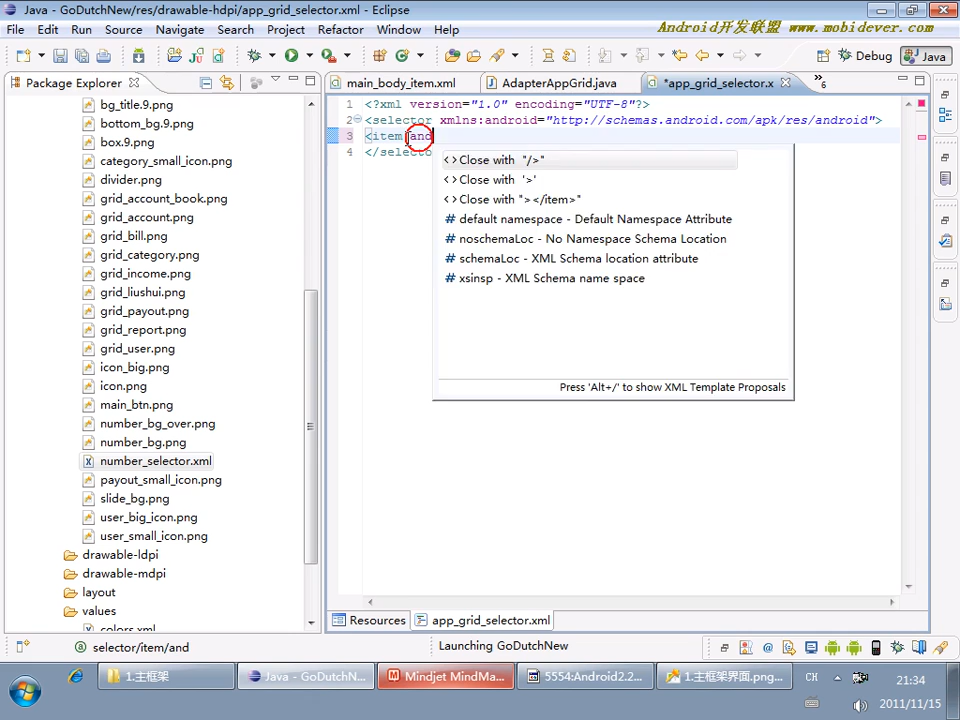 Java - GoDutchNew/res/drawable-hdpi/app_grid_selector.xml - Eclipse
File Edit Run Source Navigate Search Project Refactor Window Help
Android开发联盟 www.mobidever.com
Debug Java
Package Explorer
main_body_item.xml
AdapterAppGrid.java
*app_grid_selector.x
»6
bg_title.9.png
bottom_bg.9.png
box.9.png
category_small_icon.png
divider.png
grid_account_book.png
grid_account.png
grid_bill.png
grid_category.png
grid_income.png
grid_liushui.png
grid_payout.png
grid_report.png
grid_user.png
icon_big.png
icon.png
main_btn.png
number_bg_over.png
number_bg.png
number_selector.xml
payout_small_icon.png
slide_bg.png
user_big_icon.png
user_small_icon.png
drawable-ldpi
drawable-mdpi
layout
values
colors.xml
1 <?xml version="1.0" encoding="UTF-8"?>
2 <selector xmlns:android="http://schemas.android.com/apk/res/android">
3 <item and
4 </selecto
<> Close with "/>"
<> Close with '>'
<> Close with "></item>"
# default namespace - Default Namespace Attribute
# noschemaLoc - No Namespace Schema Location
# schemaLoc - XML Schema location attribute
# xsinsp - XML Schema name space
Press 'Alt+/' to show XML Template Proposals
Resources app_grid_selector.xml
selector/item/and
Launching GoDutchNew
1.主框架
Java - GoDutchN...
Mindjet MindMa...
5554:Android2.2...
1.主框架界面.png...
CH
21:34
2011/11/15